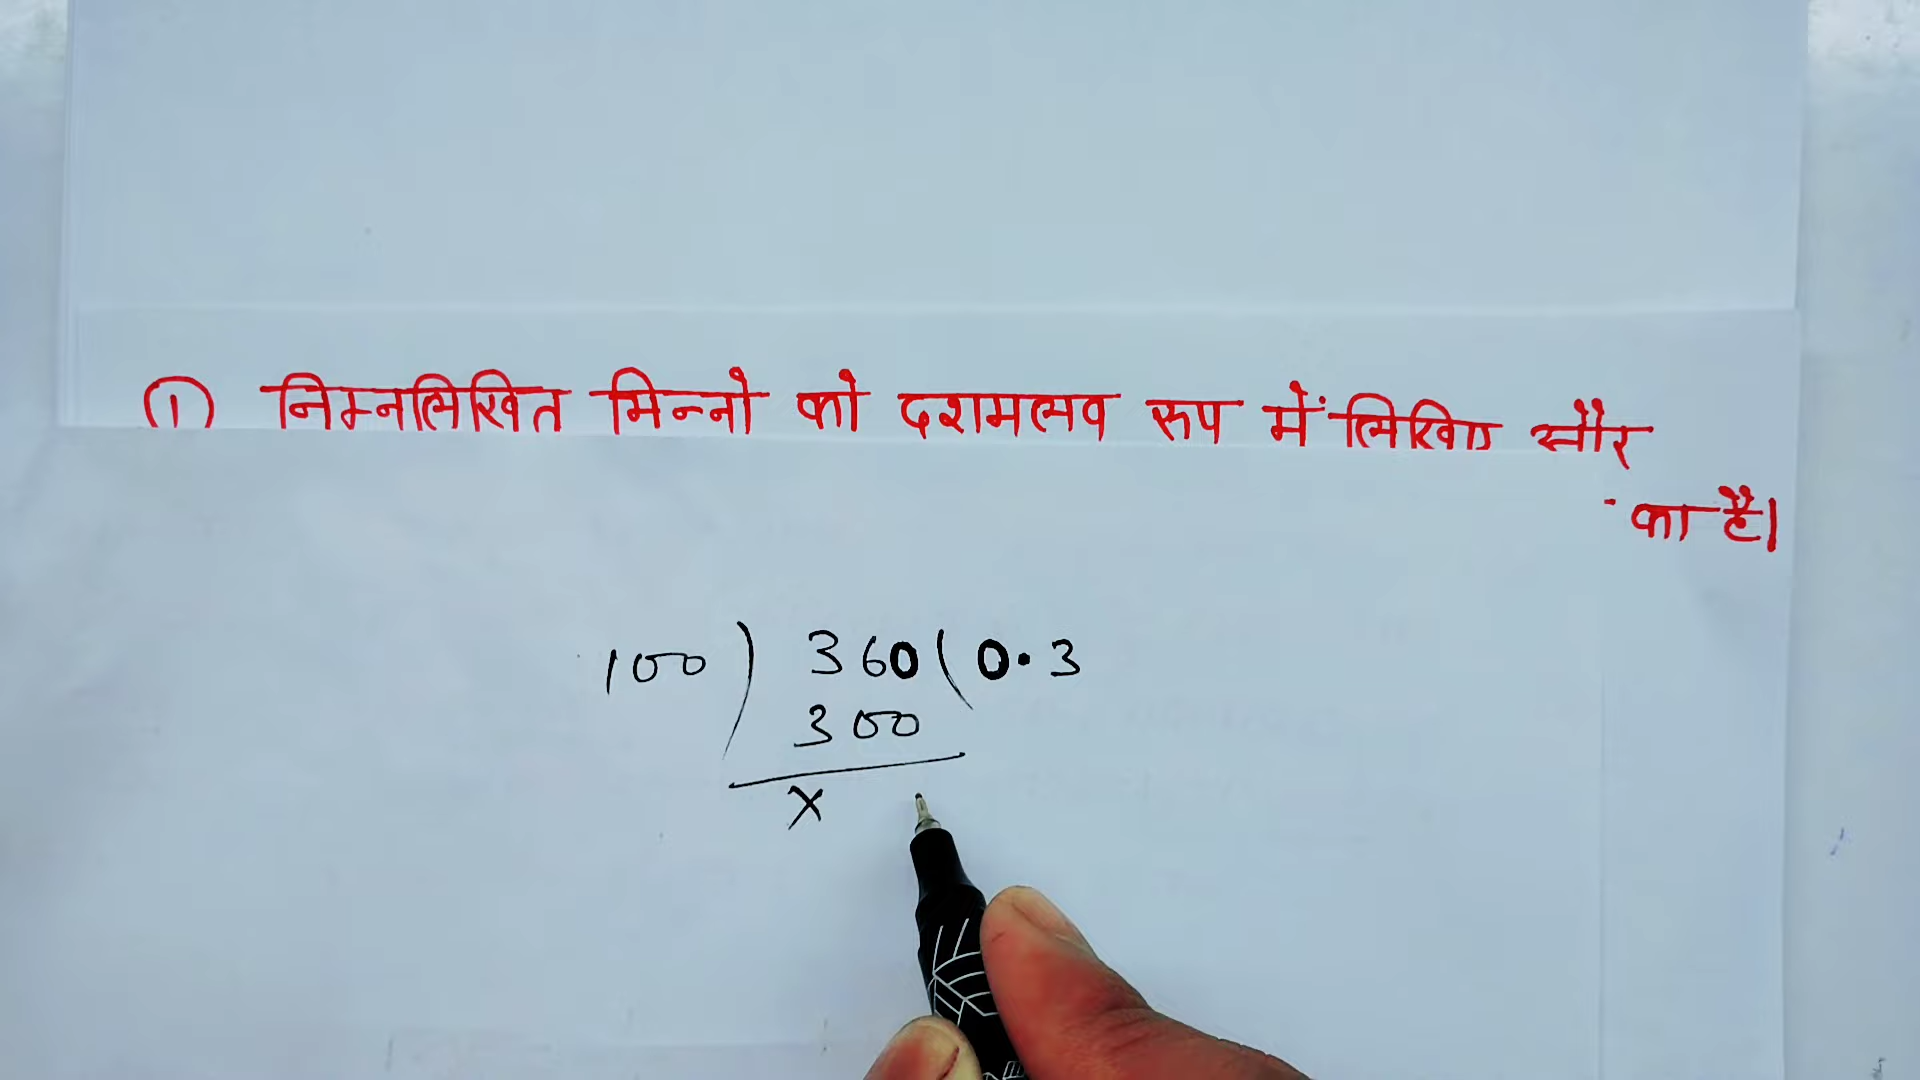 ① निम्नलिखित भिन्नो को दशमलव रूप में लिखिए और
का है।
100 ) 360 ( 0.3
300
x